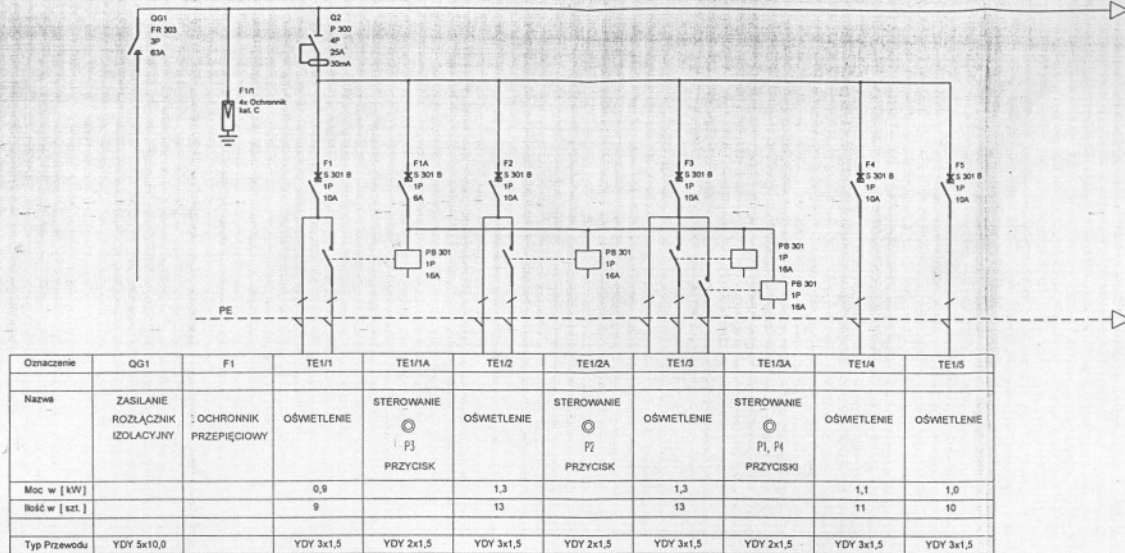 QG1
FR 303
3P
63A
F1/1
4x Ochronnik
kat. C
Q2
P 300
4P
25A
30mA
F1
S 301 B
1P
10A
F1A
S 301 B
1P
6A
F2
S 301 B
1P
10A
F3
S 301 B
1P
10A
F4
S 301 B
1P
10A
F5
S 301 B
1P
10A
PB 301
1P
16A
PB 301
1P
16A
PB 301
1P
16A
PB 301
1P
16A
PE
Oznaczenie QG1 F1 TE1/1 TE1/1A TE1/2 TE1/2A TE1/3 TE1/3A TE1/4 TE1/5
Nazwa
ZASILANIE
ROZŁĄCZNIK
IZOLACYJNY
OCHRONNIK
PRZEPIĘCIOWY
OŚWIETLENIE
STEROWANIE
P3
PRZYCISK
OŚWIETLENIE
STEROWANIE
P2
PRZYCISK
OŚWIETLENIE
STEROWANIE
P1, P4
PRZYCISKI
OŚWIETLENIE
OŚWIETLENIE
Moc w [ kW ] 0,9 1,3 1,3 1,1 1,0
Ilość w [ szt. ] 9 13 13 11 10
Typ Przewodu YDY 5x10,0 YDY 3x1,5 YDY 2x1,5 YDY 3x1,5 YDY 2x1,5 YDY 3x1,5 YDY 2x1,5 YDY 3x1,5 YDY 3x1,5